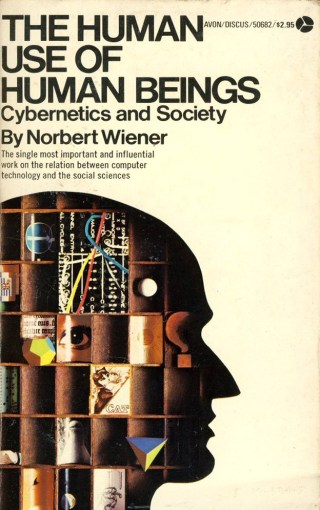 THE HUMAN
AVON/DISCUS/50682/$2.95
USE OF
HUMAN BEINGS
Cybernetics and Society
By Norbert Wiener
The single most important and influential
work on the relation between computer
technology and the social sciences
CAT